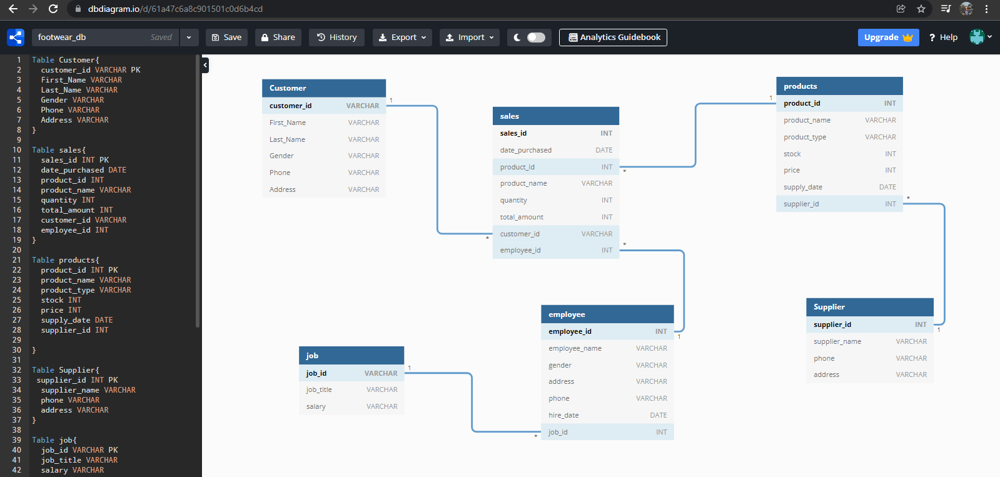 dbdiagram.io/d/61a47c6a8c901501c0d6b4cd
footwear_db Saved Save Share History Export Import Analytics Guidebook Upgrade ? Help
1 Table Customer{
2 customer_id VARCHAR PK
3 First_Name VARCHAR
4 Last_Name VARCHAR
5 Gender VARCHAR
6 Phone VARCHAR
7 Address VARCHAR
8 }
9
10 Table sales{
11 sales_id INT PK
12 date_purchased DATE
13 product_id INT
14 product_name VARCHAR
15 quantity INT
16 total_amount INT
17 customer_id VARCHAR
18 employee_id INT
19 }
20
21 Table products{
22 product_id INT PK
23 product_name VARCHAR
24 product_type VARCHAR
25 stock INT
26 price INT
27 supply_date DATE
28 supplier_id INT
29
30 }
31
32 Table Supplier{
33 supplier_id INT PK
34 supplier_name VARCHAR
35 phone VARCHAR
36 address VARCHAR
37 }
38
39 Table job{
40 job_id VARCHAR PK
41 job_title VARCHAR
42 salary VARCHAR
Customer
customer_id VARCHAR 1
First_Name VARCHAR
Last_Name VARCHAR
Gender VARCHAR
Phone VARCHAR
Address VARCHAR
sales
sales_id INT
date_purchased DATE
product_id INT *
product_name VARCHAR
quantity INT
total_amount INT
* customer_id VARCHAR
employee_id INT *
products
1 product_id INT
product_name VARCHAR
product_type VARCHAR
stock INT
price INT
supply_date DATE
supplier_id INT *
job
job_id VARCHAR 1
job_title VARCHAR
salary VARCHAR
employee
employee_id INT 1
employee_name VARCHAR
gender VARCHAR
address VARCHAR
phone VARCHAR
hire_date DATE
* job_id INT
Supplier
supplier_id INT 1
supplier_name VARCHAR
phone VARCHAR
address VARCHAR